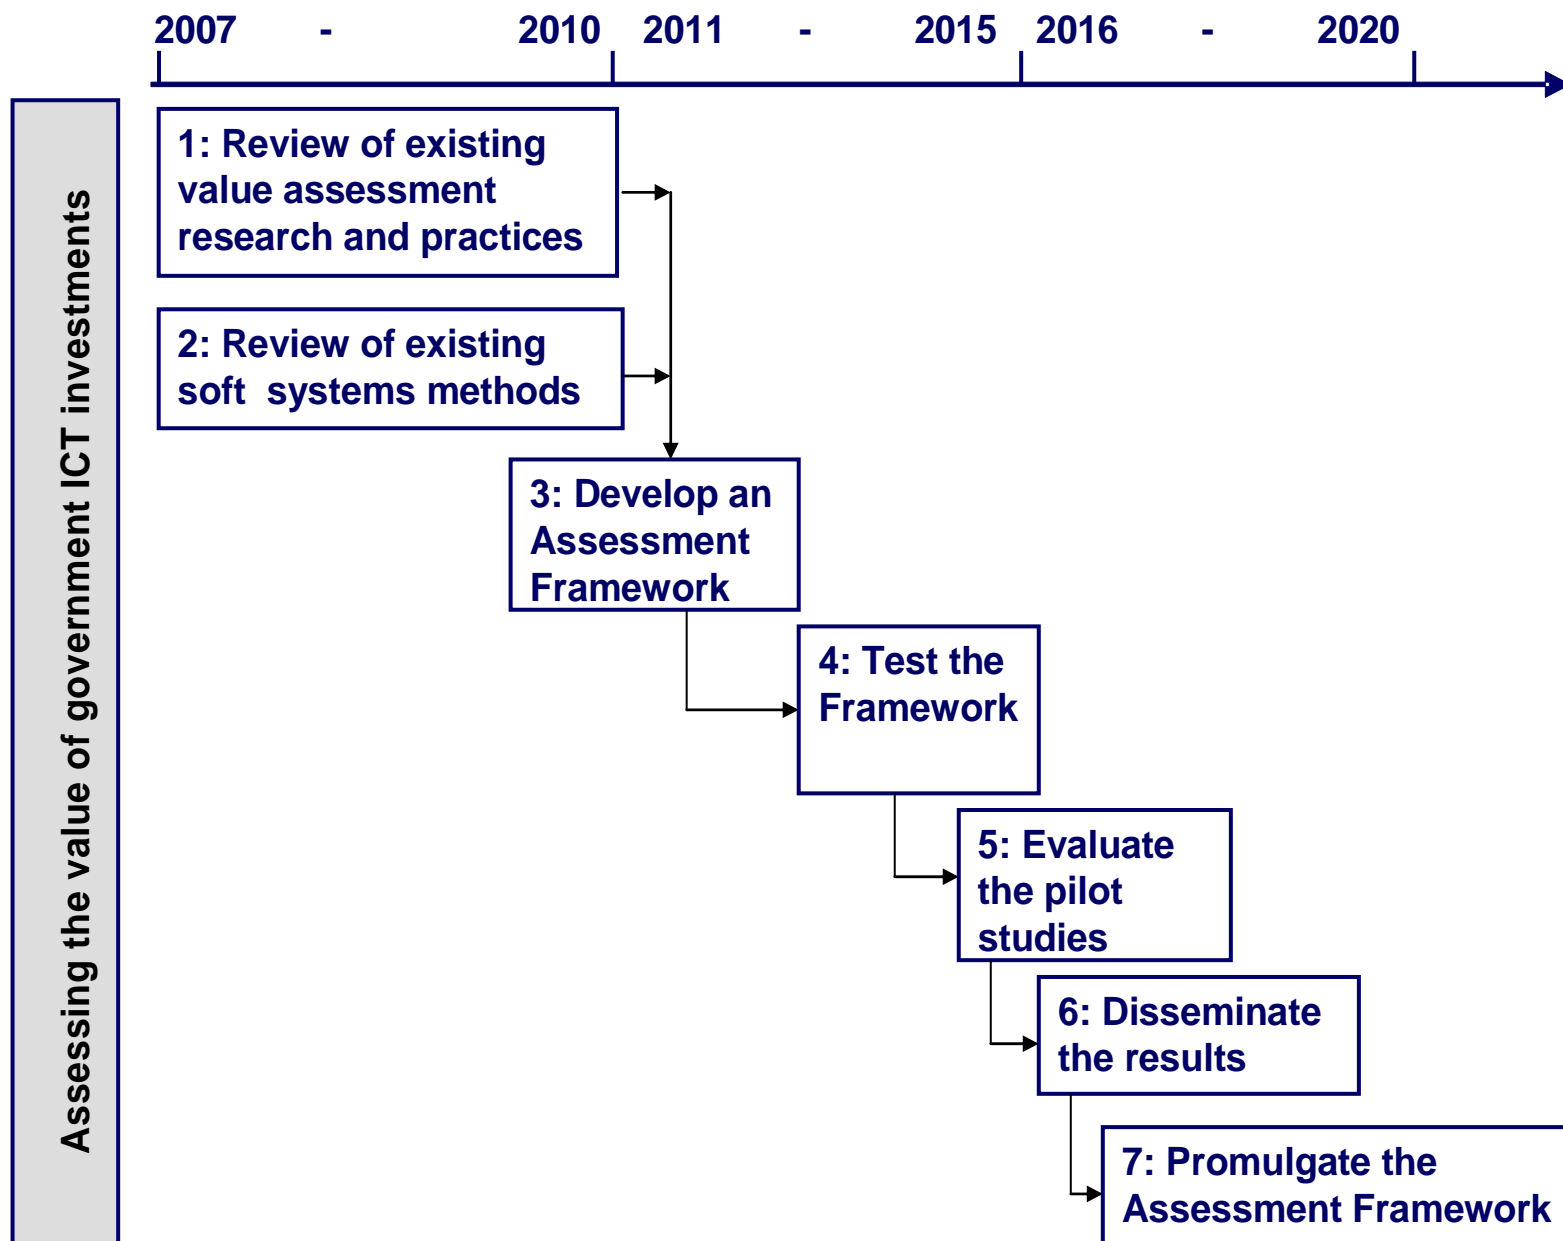 2007 - 2010 2011 - 2015 2016 - 2020
Assessing the value of government ICT investments
1: Review of existing
value assessment
research and practices
2: Review of existing
soft systems methods
3: Develop an
Assessment
Framework
4: Test the
Framework
5: Evaluate
the pilot
studies
6: Disseminate
the results
7: Promulgate the
Assessment Framework